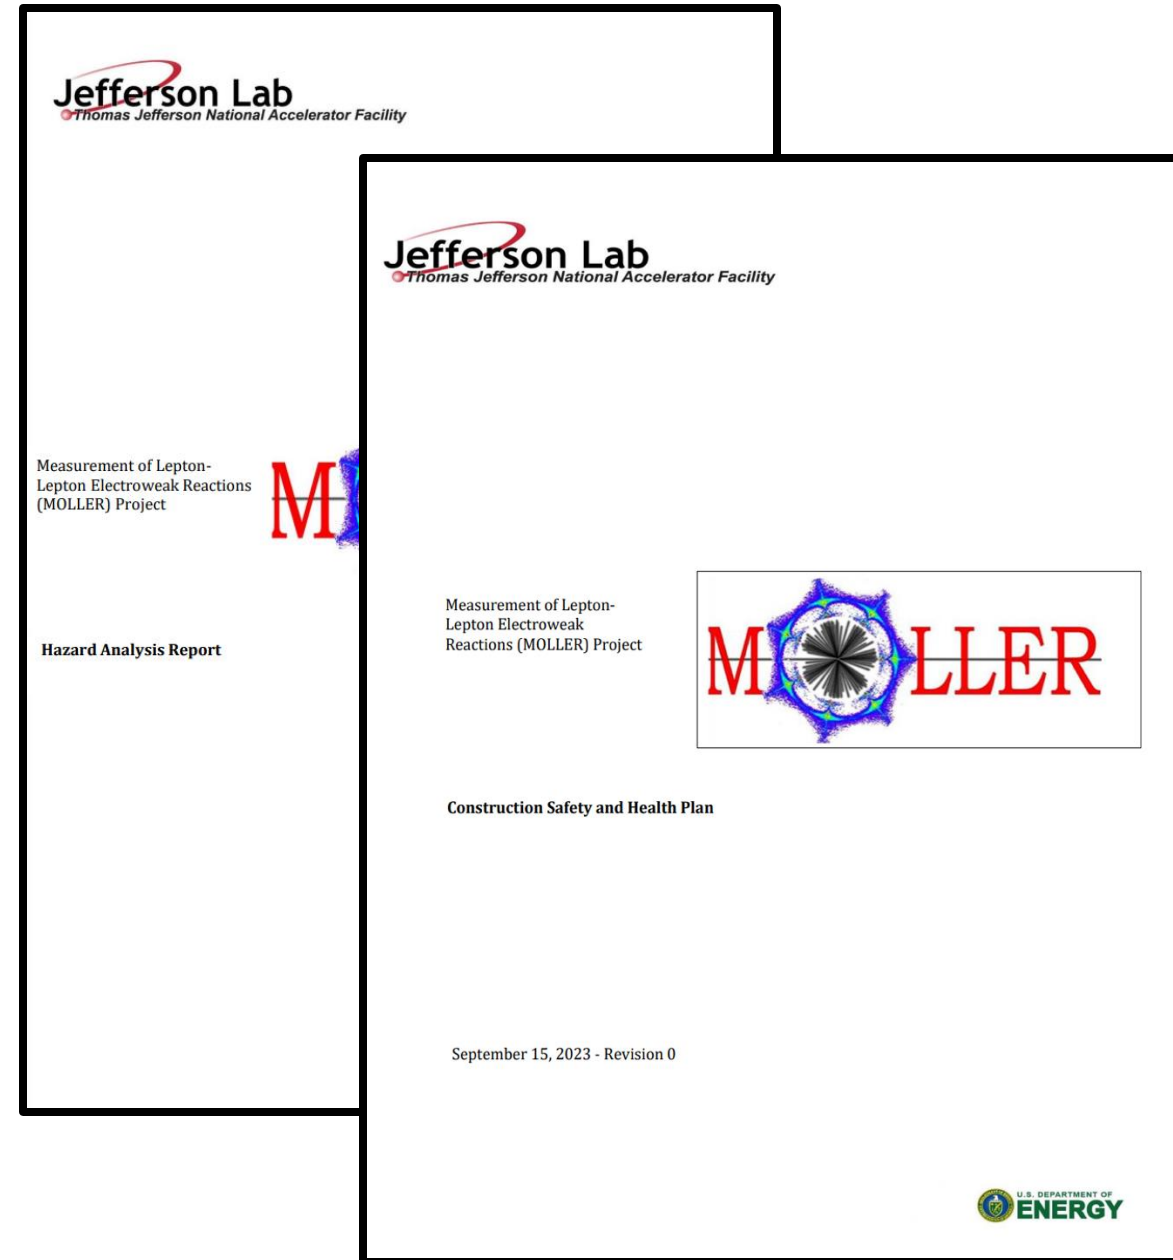 Jefferson Lab
Thomas Jefferson National Accelerator Facility
Measurement of Lepton-
Lepton Electroweak Reactions
(MOLLER) Project
M
Hazard Analysis Report
Jefferson Lab
Thomas Jefferson National Accelerator Facility
Measurement of Lepton-
Lepton Electroweak
Reactions (MOLLER) Project
MOLLER
Construction Safety and Health Plan
September 15, 2023 - Revision 0
U.S. DEPARTMENT OF
ENERGY